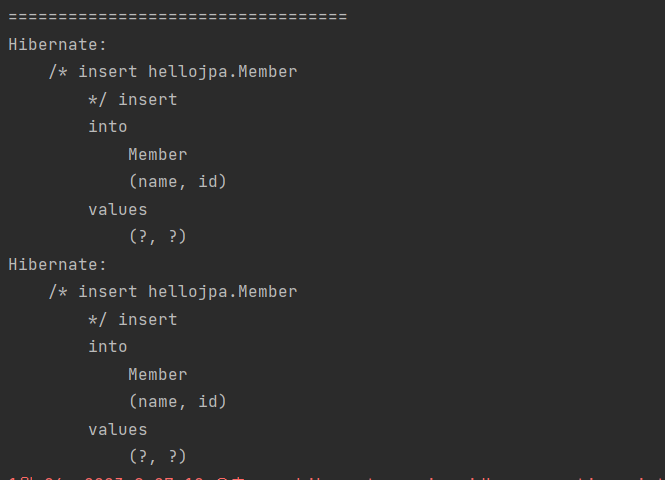 ==================================
Hibernate:
    /* insert hellojpa.Member
        */ insert
        into
            Member
            (name, id)
        values
            (?, ?)
Hibernate:
    /* insert hellojpa.Member
        */ insert
        into
            Member
            (name, id)
        values
            (?, ?)